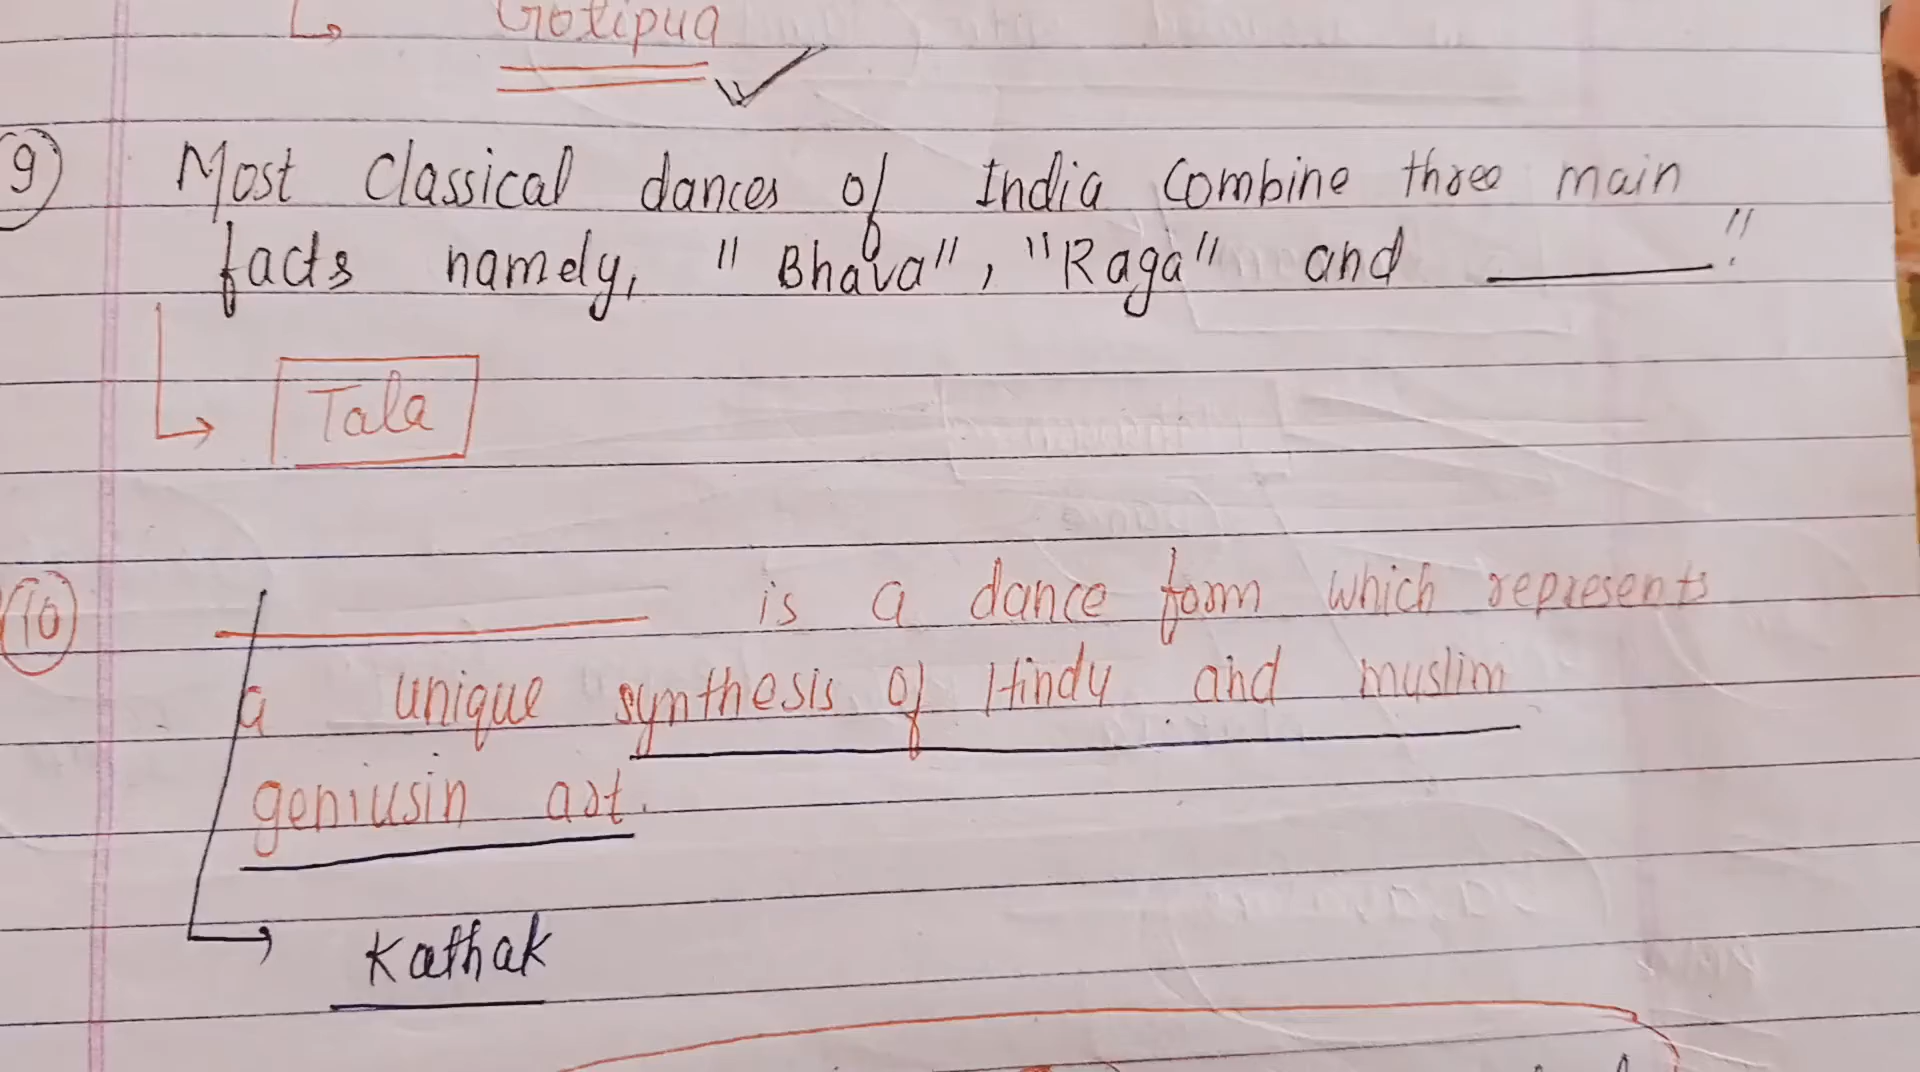 Gotipua
9 Most Classical dances of India Combine three main
facts namely, "Bhava", "Raga" and ______"
Tala
10 ______ is a dance form which represents
a unique synthesis of Hindu and muslim
geniusin art.
Kathak